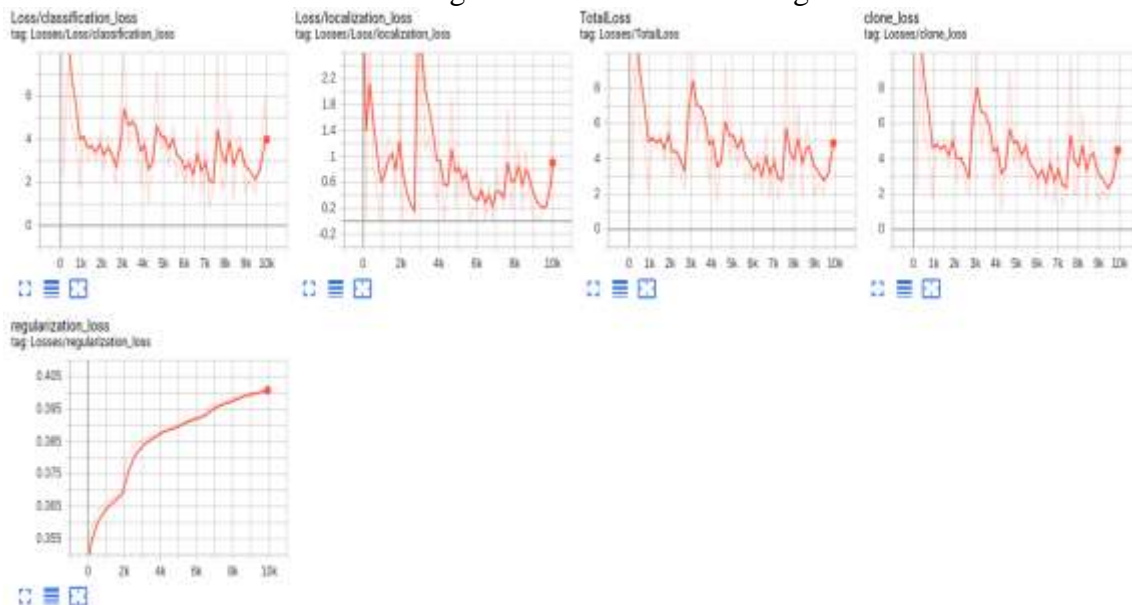 Loss/classification_loss
tag: Losses/Loss/classification_loss
6
4
2
0
0 1k 2k 3k 4k 5k 6k 7k 8k 9k 10k
Loss/localization_loss
tag: Losses/Loss/localization_loss
2.2
1.8
1.4
1
0.6
0.2
-0.2
0 1k 2k 3k 4k 5k 6k 7k 8k 9k 10k
TotalLoss
tag: Losses/TotalLoss
8
6
4
2
0
0 1k 2k 3k 4k 5k 6k 7k 8k 9k 10k
clone_loss
tag: Losses/clone_loss
8
6
4
2
0
0 1k 2k 3k 4k 5k 6k 7k 8k 9k 10k
regularization_loss
tag: Losses/regularization_loss
0.405
0.395
0.385
0.375
0.365
0.355
0 2k 4k 6k 8k 10k